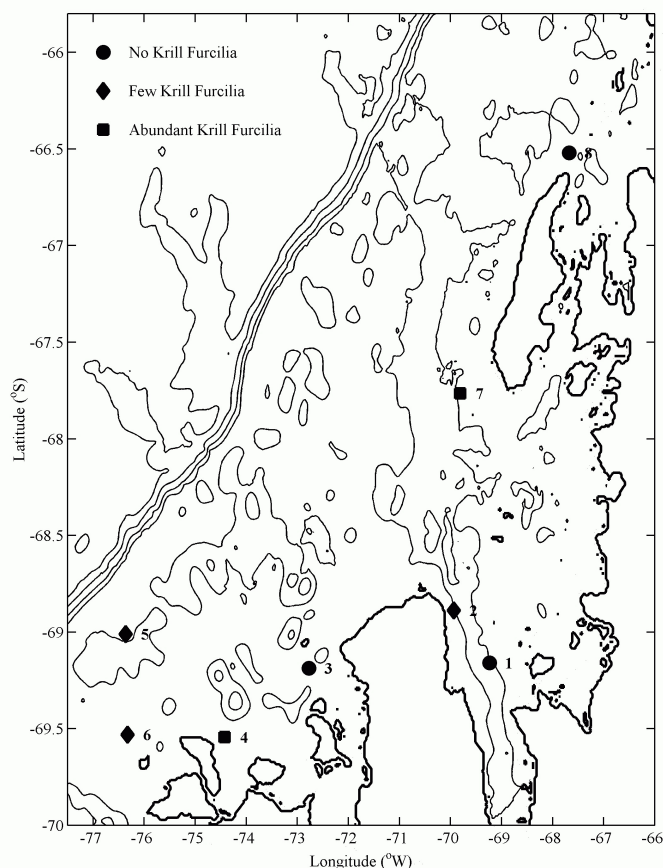 -66
No Krill Furcilia
Few Krill Furcilia
Abundant Krill Furcilia
-66.5
8
-67
-67.5
7
Latitude (°S)
-68
-68.5
2
-69
5
1
3
-69.5
6
4
-70
-77 -76 -75 -74 -73 -72 -71 -70 -69 -68 -67 -66
Longitude (°W)